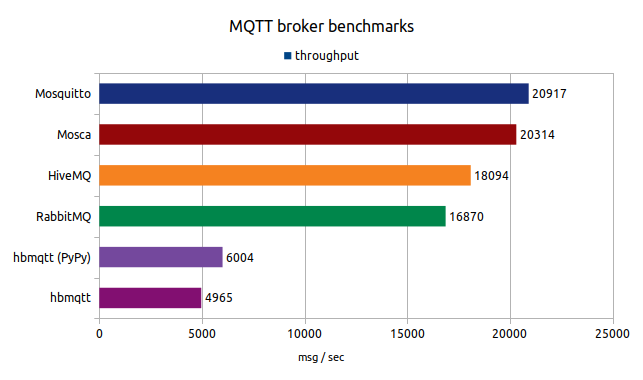 MQTT broker benchmarks
throughput
Mosquitto 20917
Mosca 20314
HiveMQ 18094
RabbitMQ 16870
hbmqtt (PyPy) 6004
hbmqtt 4965
0 5000 10000 15000 20000 25000
msg / sec